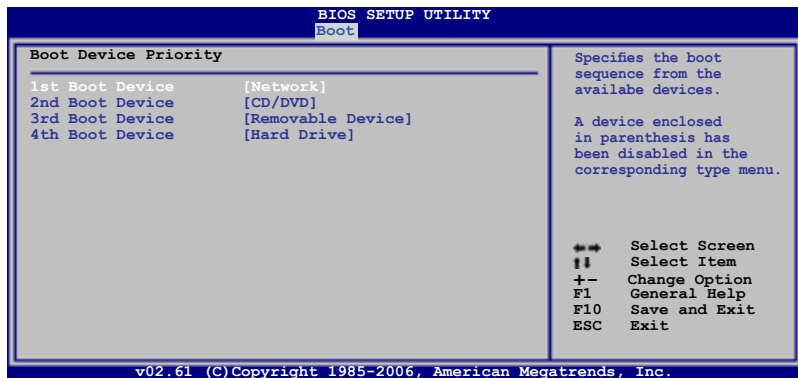 BIOS SETUP UTILITY
Boot
Boot Device Priority
1st Boot Device [Network]
2nd Boot Device [CD/DVD]
3rd Boot Device [Removable Device]
4th Boot Device [Hard Drive]
Specifies the boot
sequence from the
availabe devices.
A device enclosed
in parenthesis has
been disabled in the
corresponding type menu.
←→ Select Screen
↑↓ Select Item
+- Change Option
F1 General Help
F10 Save and Exit
ESC Exit
v02.61 (C)Copyright 1985-2006, American Megatrends, Inc.